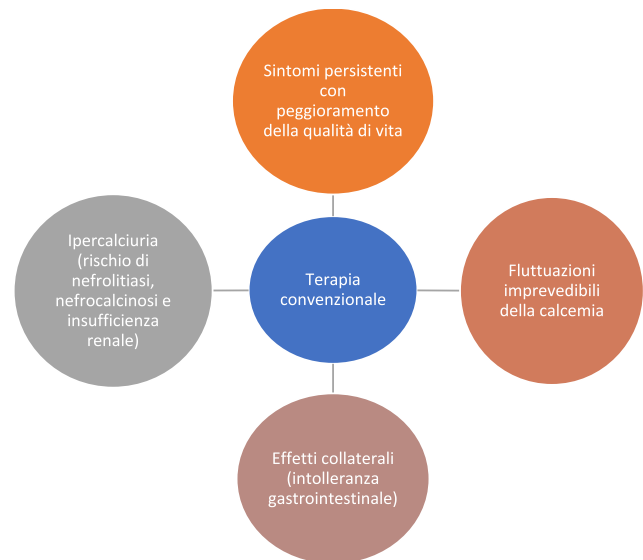 Sintomi persistenti
con
peggioramento
della qualità di vita
Ipercalciuria
(rischio di
nefrolitiasi,
nefrocalcinosi e
insufficienza
renale)
Terapia
convenzionale
Fluttuazioni
imprevedibili
della calcemia
Effetti collaterali
(intolleranza
gastrointestinale)